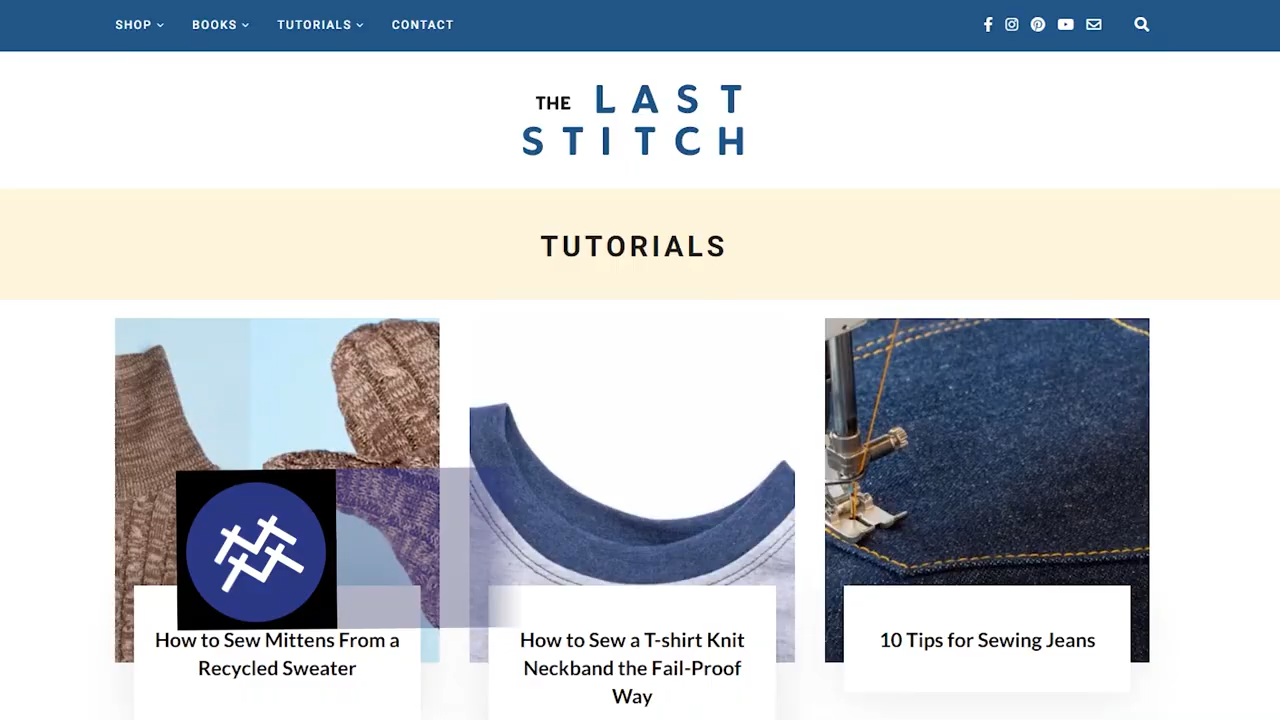 SHOP BOOKS TUTORIALS CONTACT
THE LAST
STITCH
TUTORIALS
How to Sew Mittens From a
Recycled Sweater
How to Sew a T-shirt Knit
Neckband the Fail-Proof
Way
10 Tips for Sewing Jeans